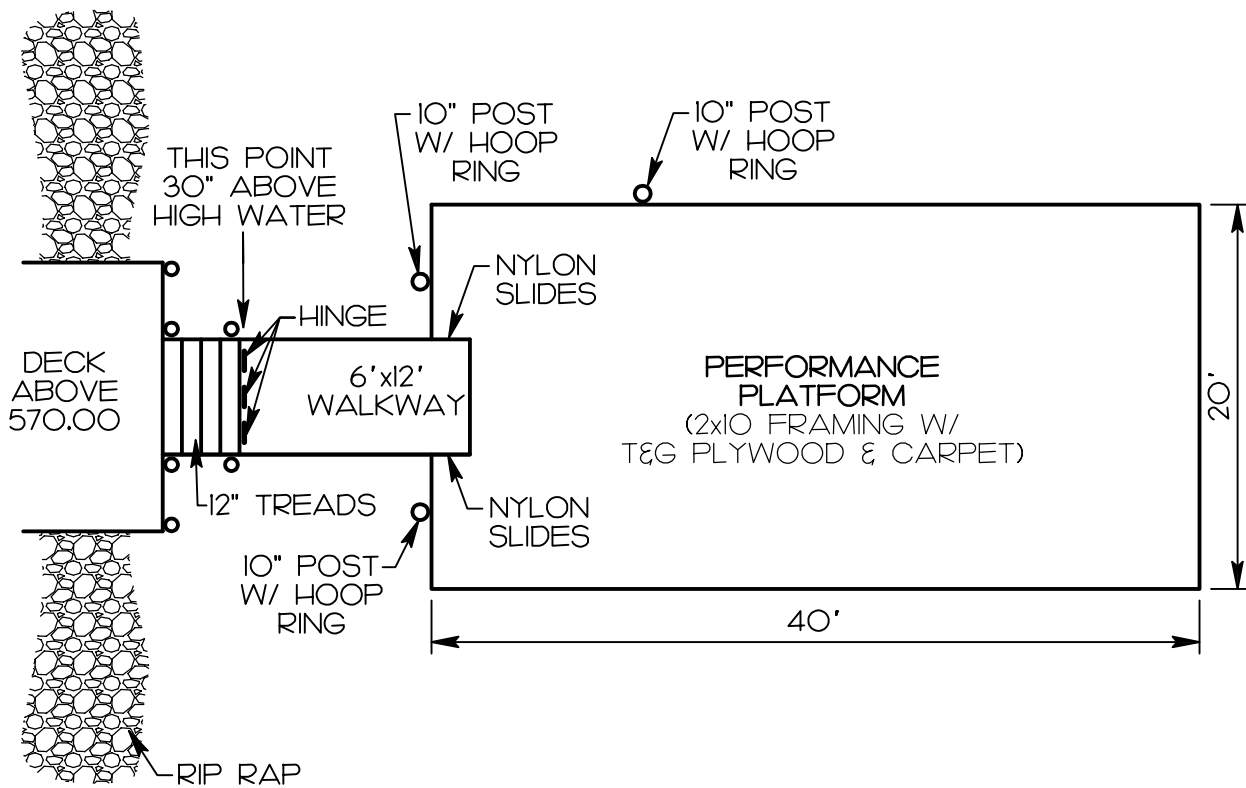 10" POST
W/ HOOP
RING
10" POST
W/ HOOP
RING
THIS POINT
30" ABOVE
HIGH WATER
NYLON
SLIDES
HINGE
DECK
ABOVE
570.00
6'x12'
WALKWAY
PERFORMANCE
PLATFORM
(2x10 FRAMING W/
T&G PLYWOOD & CARPET)
20'
12" TREADS
NYLON
SLIDES
10" POST
W/ HOOP
RING
40'
RIP RAP